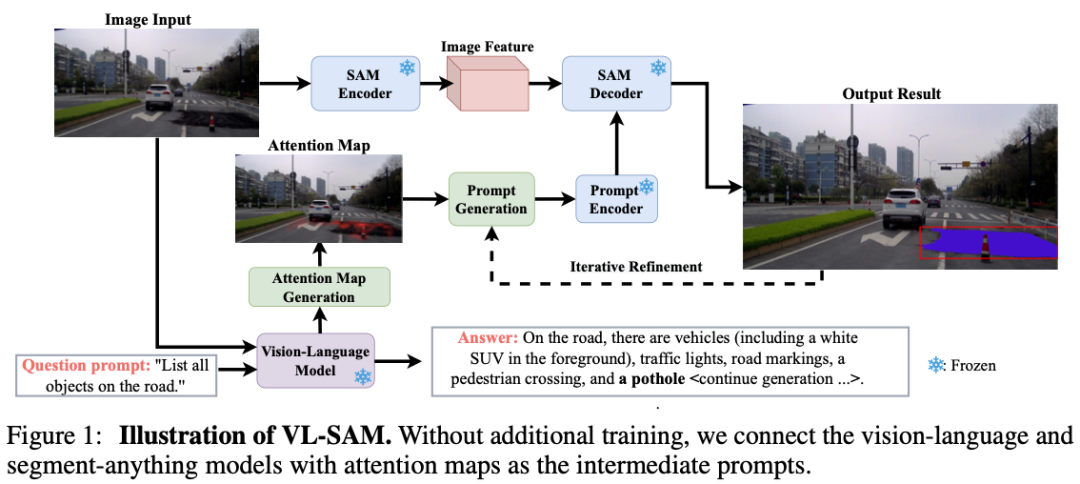 Image Input
SAM
Encoder
Image Feature
SAM
Decoder
Output Result
Attention Map
Prompt
Generation
Prompt
Encoder
Iterative Refinement
Attention Map
Generation
Question prompt: "List all
objects on the road."
Vision-Language
Model
Answer: On the road, there are vehicles (including a white
SUV in the foreground), traffic lights, road markings, a
pedestrian crossing, and a pothole <continue generation ...>.
: Frozen
Figure 1: Illustration of VL-SAM. Without additional training, we connect the vision-language and
segment-anything models with attention maps as the intermediate prompts.